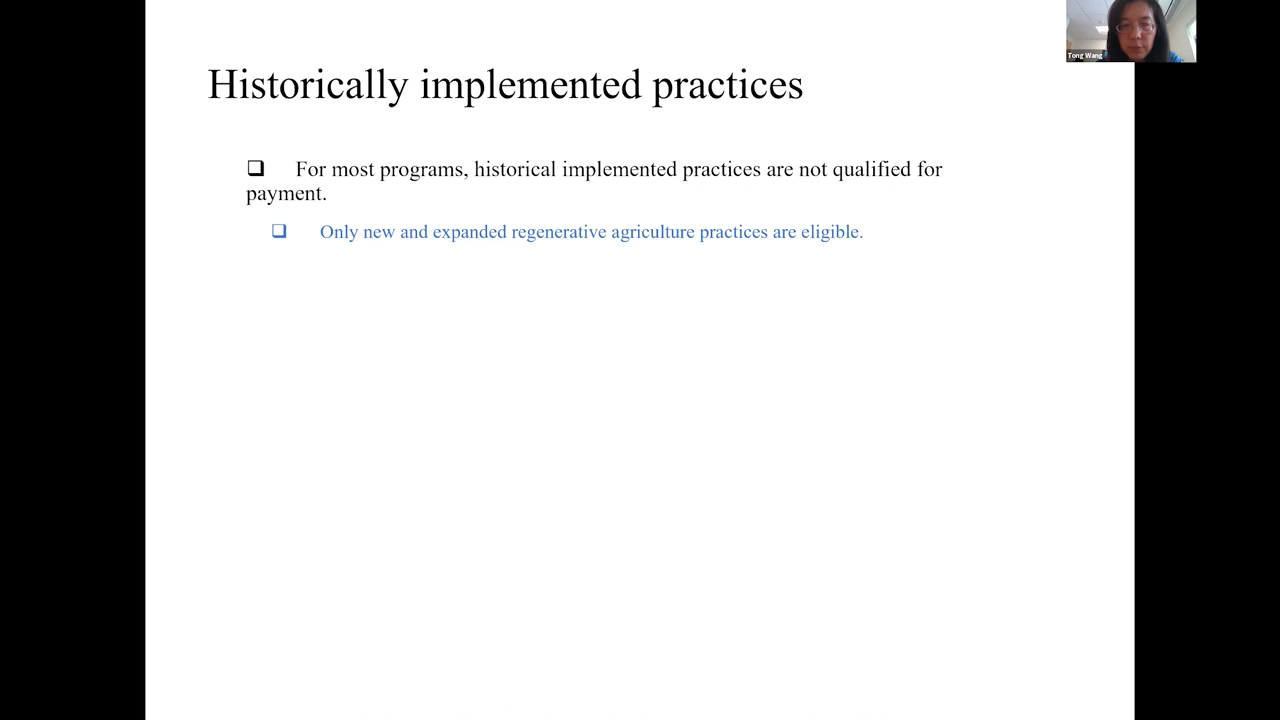 Tong Wang
Historically implemented practices
❑ For most programs, historical implemented practices are not qualified for
payment.
❑ Only new and expanded regenerative agriculture practices are eligible.